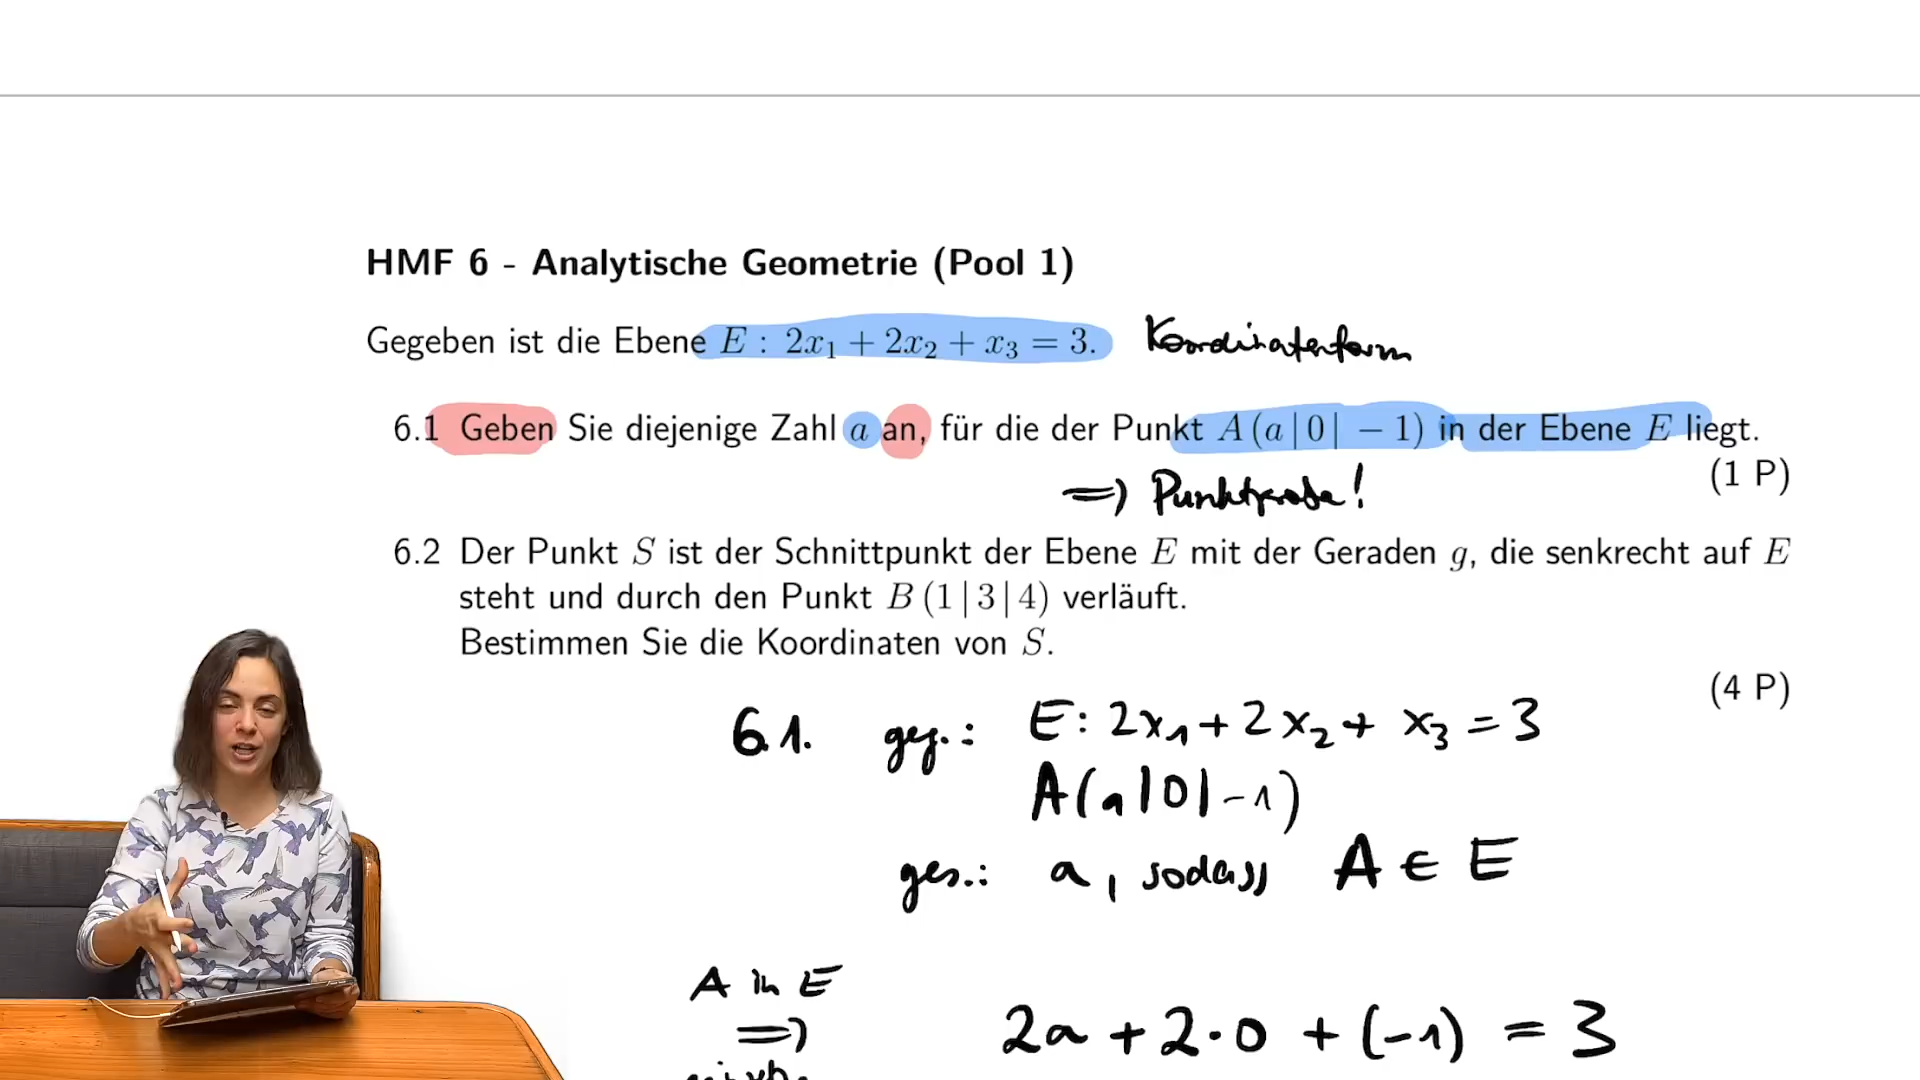 HMF 6 - Analytische Geometrie (Pool 1)
Gegeben ist die Ebene E : 2x₁ + 2x₂ + x₃ = 3. Koordinatenform
6.1 Geben Sie diejenige Zahl a an, für die der Punkt A (a | 0 | − 1) in der Ebene E liegt.
(1 P)
⇒ Punktprobe!
6.2 Der Punkt S ist der Schnittpunkt der Ebene E mit der Geraden g, die senkrecht auf E
steht und durch den Punkt B (1 | 3 | 4) verläuft.
Bestimmen Sie die Koordinaten von S.
(4 P)
6.1. geg.: E: 2x₁ + 2x₂ + x₃ = 3
A(a|0|-1)
ges.: a, sodass A ∈ E
A in E
⇒
2a + 2·0 + (-1) = 3